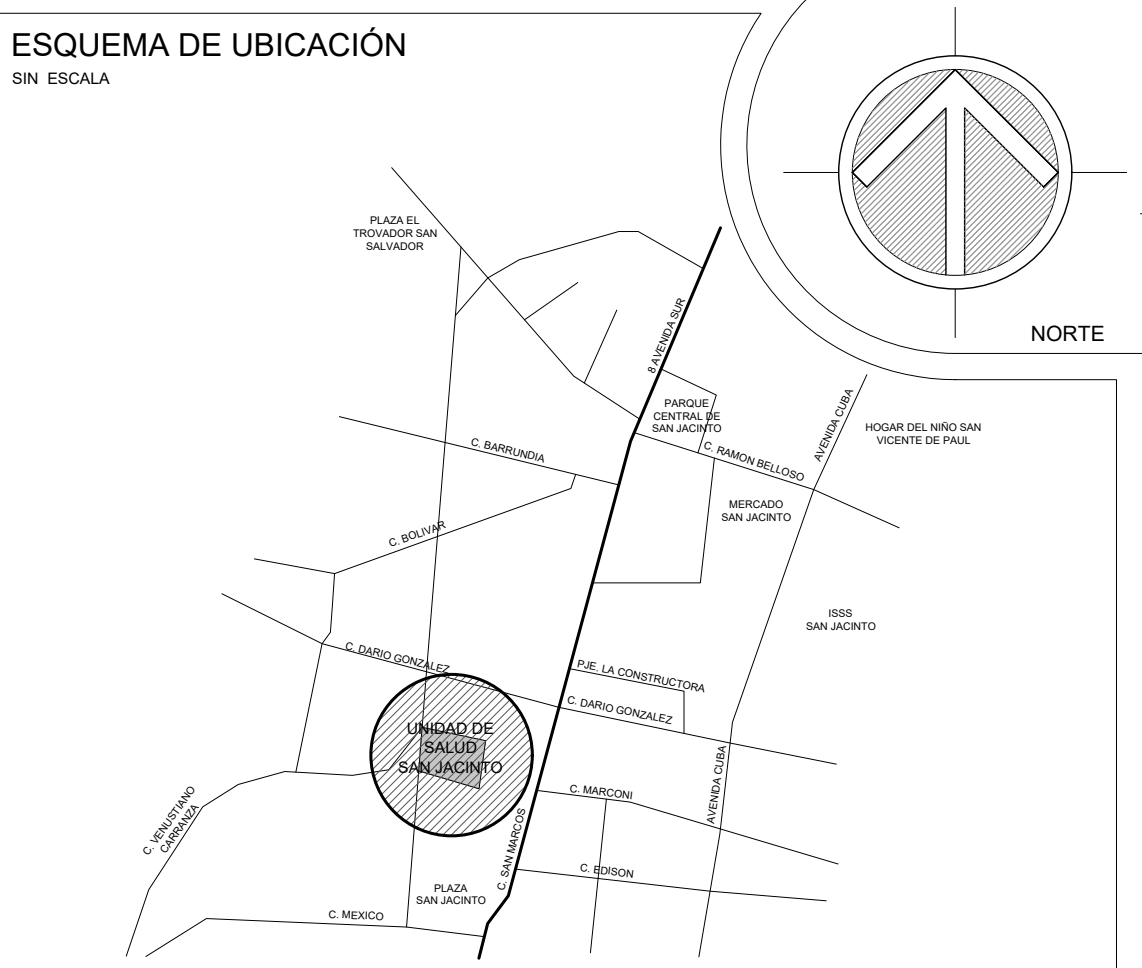 ESQUEMA DE UBICACIÓN
SIN ESCALA
NORTE
PLAZA EL
TROVADOR SAN
SALVADOR
8 AVENIDA SUR
PARQUE
CENTRAL DE
SAN JACINTO
AVENIDA CUBA
HOGAR DEL NIÑO SAN
VICENTE DE PAUL
C. BARRUNDIA
C. RAMON BELLOSO
MERCADO
SAN JACINTO
C. BOLIVAR
ISSS
SAN JACINTO
C. DARIO GONZALEZ
PJE. LA CONSTRUCTORA
C. DARIO GONZALEZ
UNIDAD DE
SALUD
SAN JACINTO
AVENIDA CUBA
C. MARCONI
C. VENUSTIANO
CARRANZA
C. SAN MARCOS
C. EDISON
PLAZA
SAN JACINTO
C. MEXICO